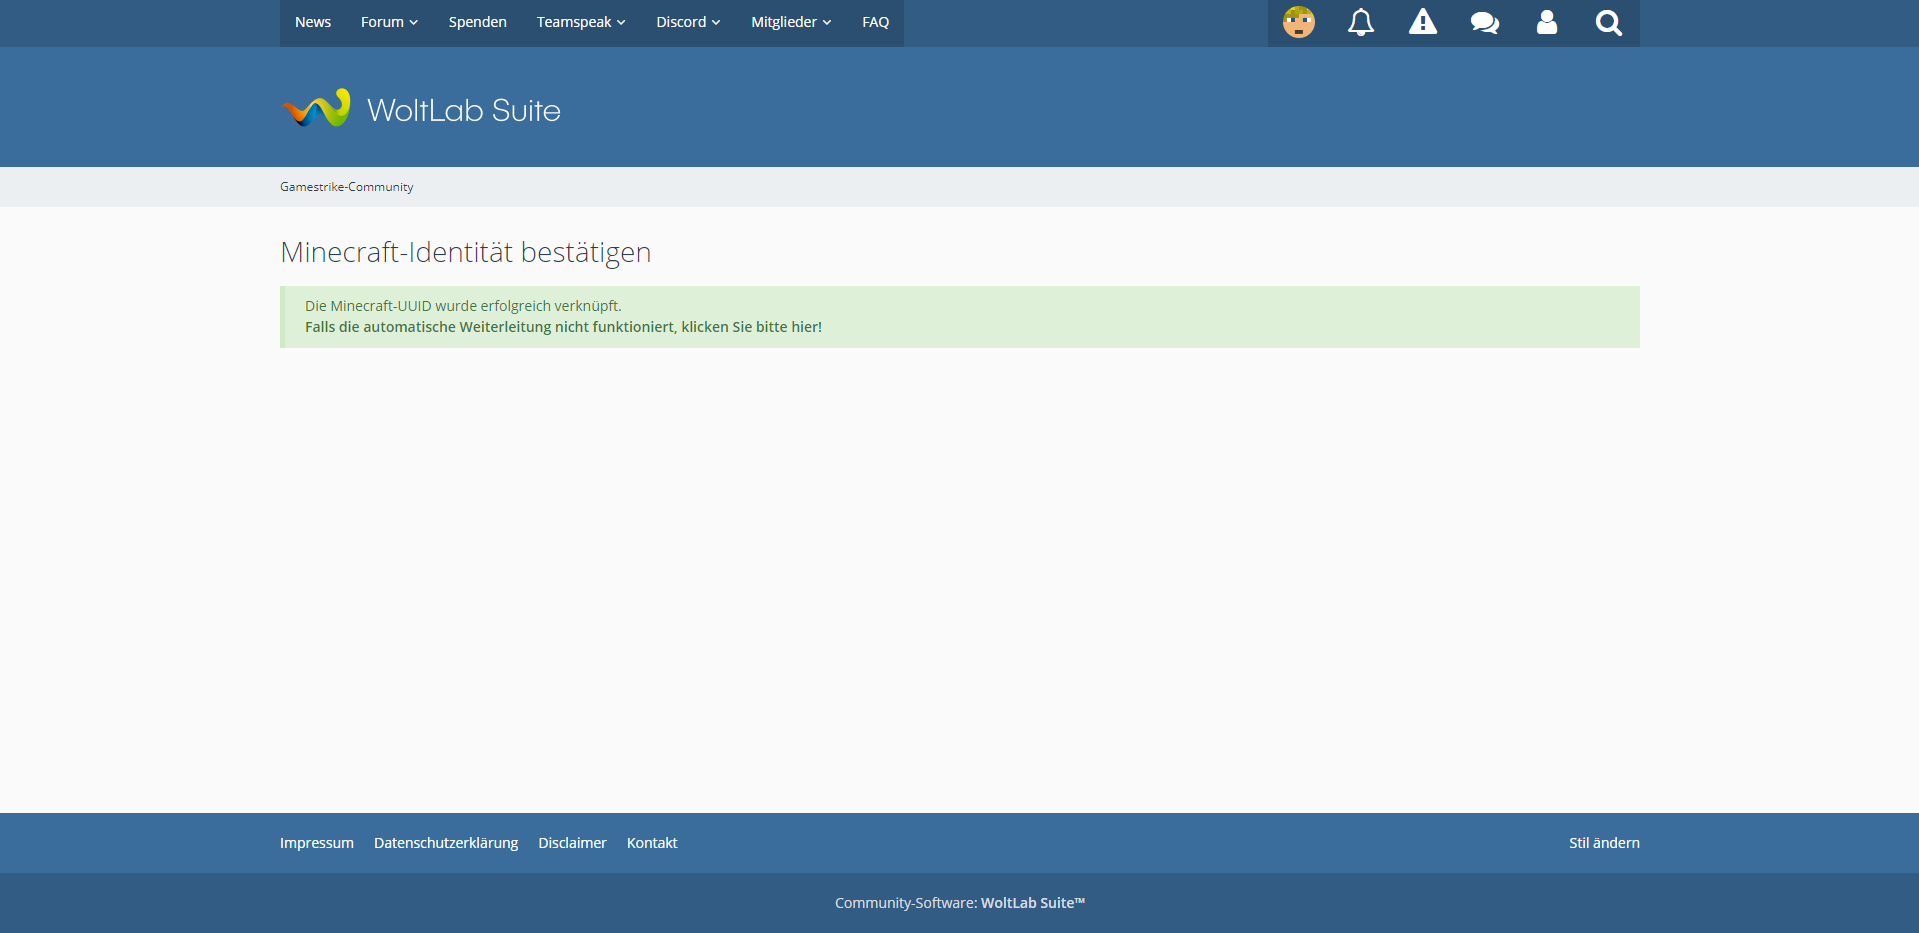 News Forum Spenden Teamspeak Discord Mitglieder FAQ
WoltLab Suite
Gamestrike-Community
Minecraft-Identität bestätigen
Die Minecraft-UUID wurde erfolgreich verknüpft.
Falls die automatische Weiterleitung nicht funktioniert, klicken Sie bitte hier!
Impressum Datenschutzerklärung Disclaimer Kontakt Stil ändern
Community-Software: WoltLab Suite™